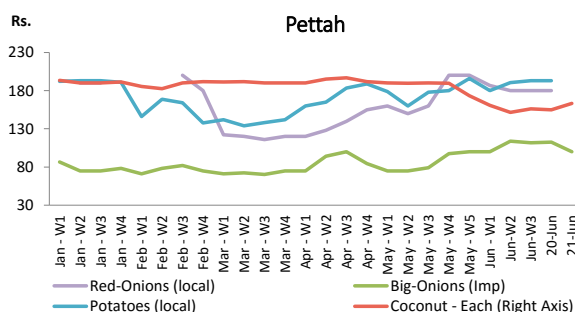 Pettah
Rs.
230
180
130
80
30
Jan - W1
Jan - W2
Jan - W3
Jan - W4
Feb - W1
Feb - W2
Feb - W3
Feb - W4
Mar - W1
Mar - W2
Mar - W3
Mar - W4
Apr - W1
Apr - W2
Apr - W3
Apr - W4
May - W1
May - W2
May - W3
May - W4
May - W5
Jun - W1
Jun-W2
Jun-W3
20-Jun
21-Jun
Red-Onions (local)
Big-Onions (Imp)
Potatoes (local)
Coconut - Each (Right Axis)